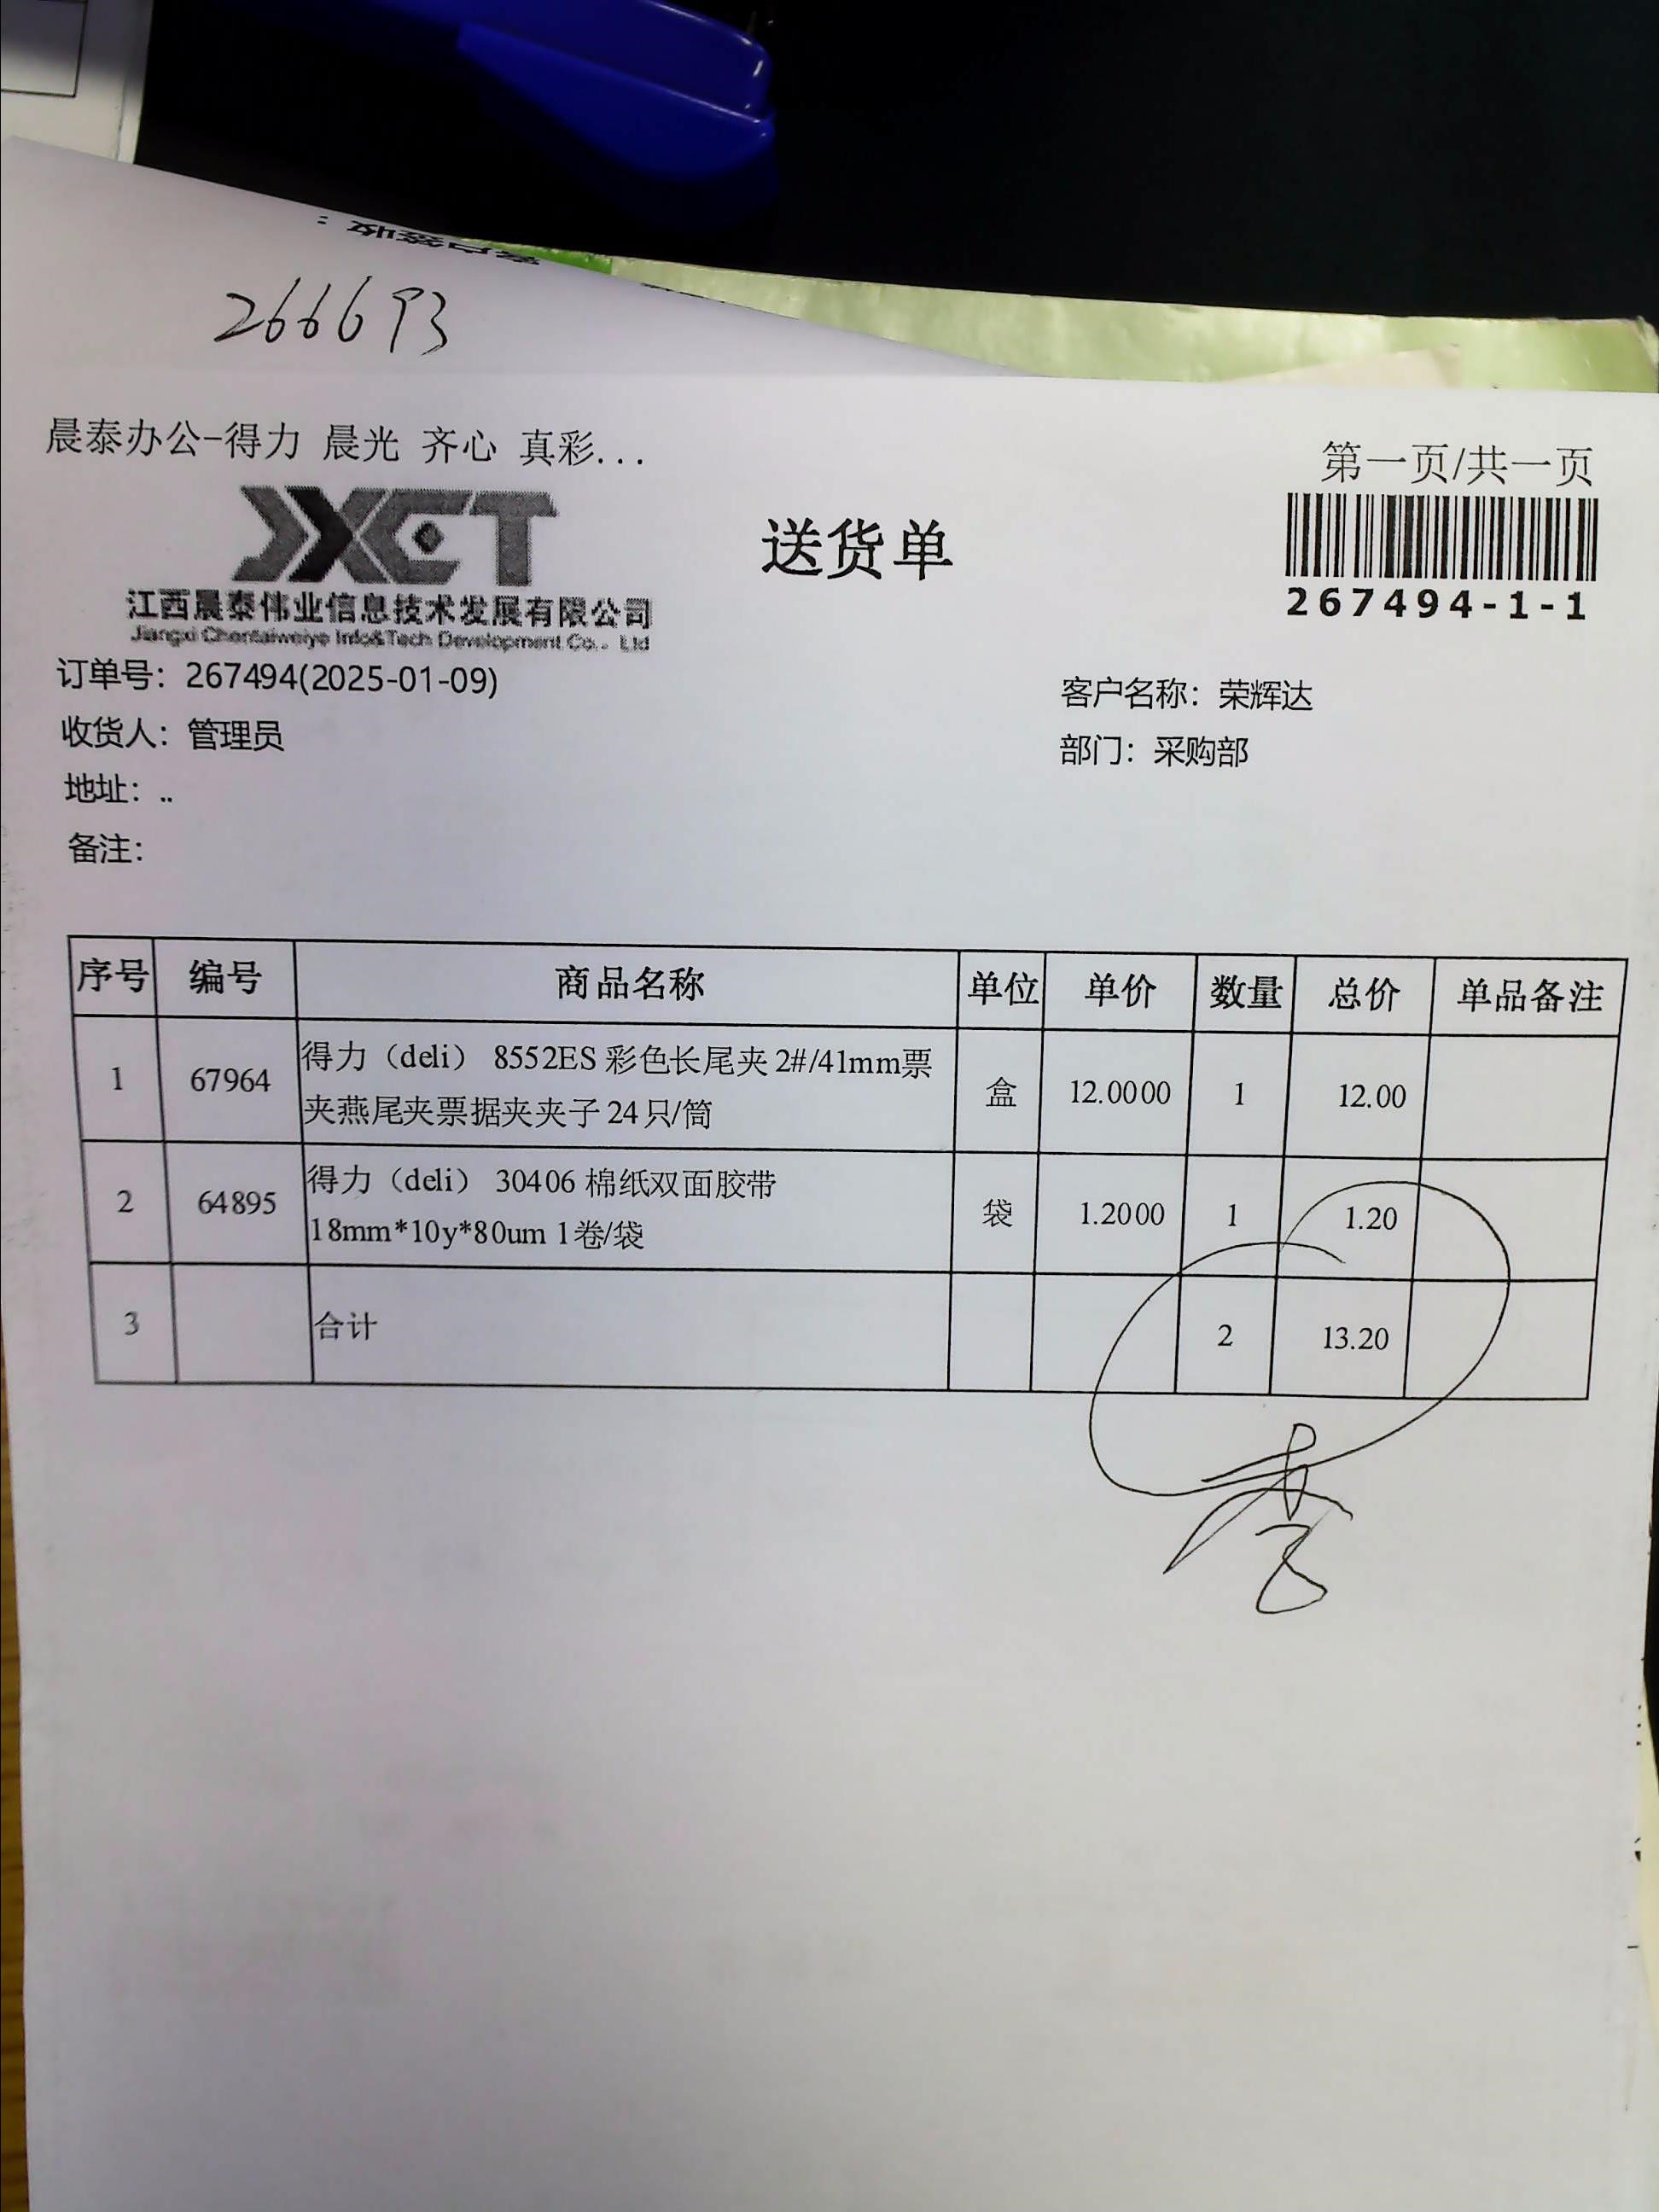 客户签收：
266693
晨泰办公-得力 晨光 齐心 真彩...
第一页/共一页
JXCT
送货单
267494-1-1
江西晨泰伟业信息技术发展有限公司
Jiangxi Chentaiweiye Info&Tech Development Co., Ltd
订单号：267494(2025-01-09)
客户名称：荣辉达
收货人：管理员
部门：采购部
地址：..
备注：
序号 编号 商品名称 单位 单价 数量 总价 单品备注
1 67964 得力（deli） 8552ES 彩色长尾夹 2#/41mm票 盒 12.0000 1 12.00
夹燕尾夹票据夹夹子 24 只/筒
2 64895 得力（deli） 30406 棉纸双面胶带 袋 1.2000 1 1.20
18mm*10y*80um 1卷/袋
3 合计 2 13.20